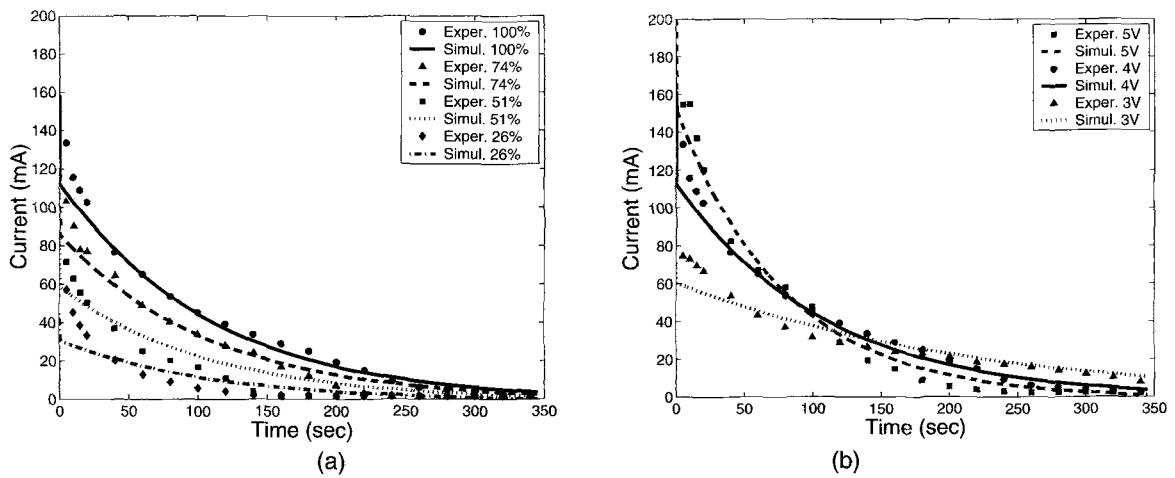 200
180
160
140
120
100
80
60
40
20
0
Current (mA)
0 50 100 150 200 250 300 350
Time (sec)
Exper. 100%
Simul. 100%
Exper. 74%
Simul. 74%
Exper. 51%
Simul. 51%
Exper. 26%
Simul. 26%
(a)
200
180
160
140
120
100
80
60
40
20
0
Current (mA)
0 50 100 150 200 250 300 350
Time (sec)
Exper. 5V
Simul. 5V
Exper. 4V
Simul. 4V
Exper. 3V
Simul. 3V
(b)